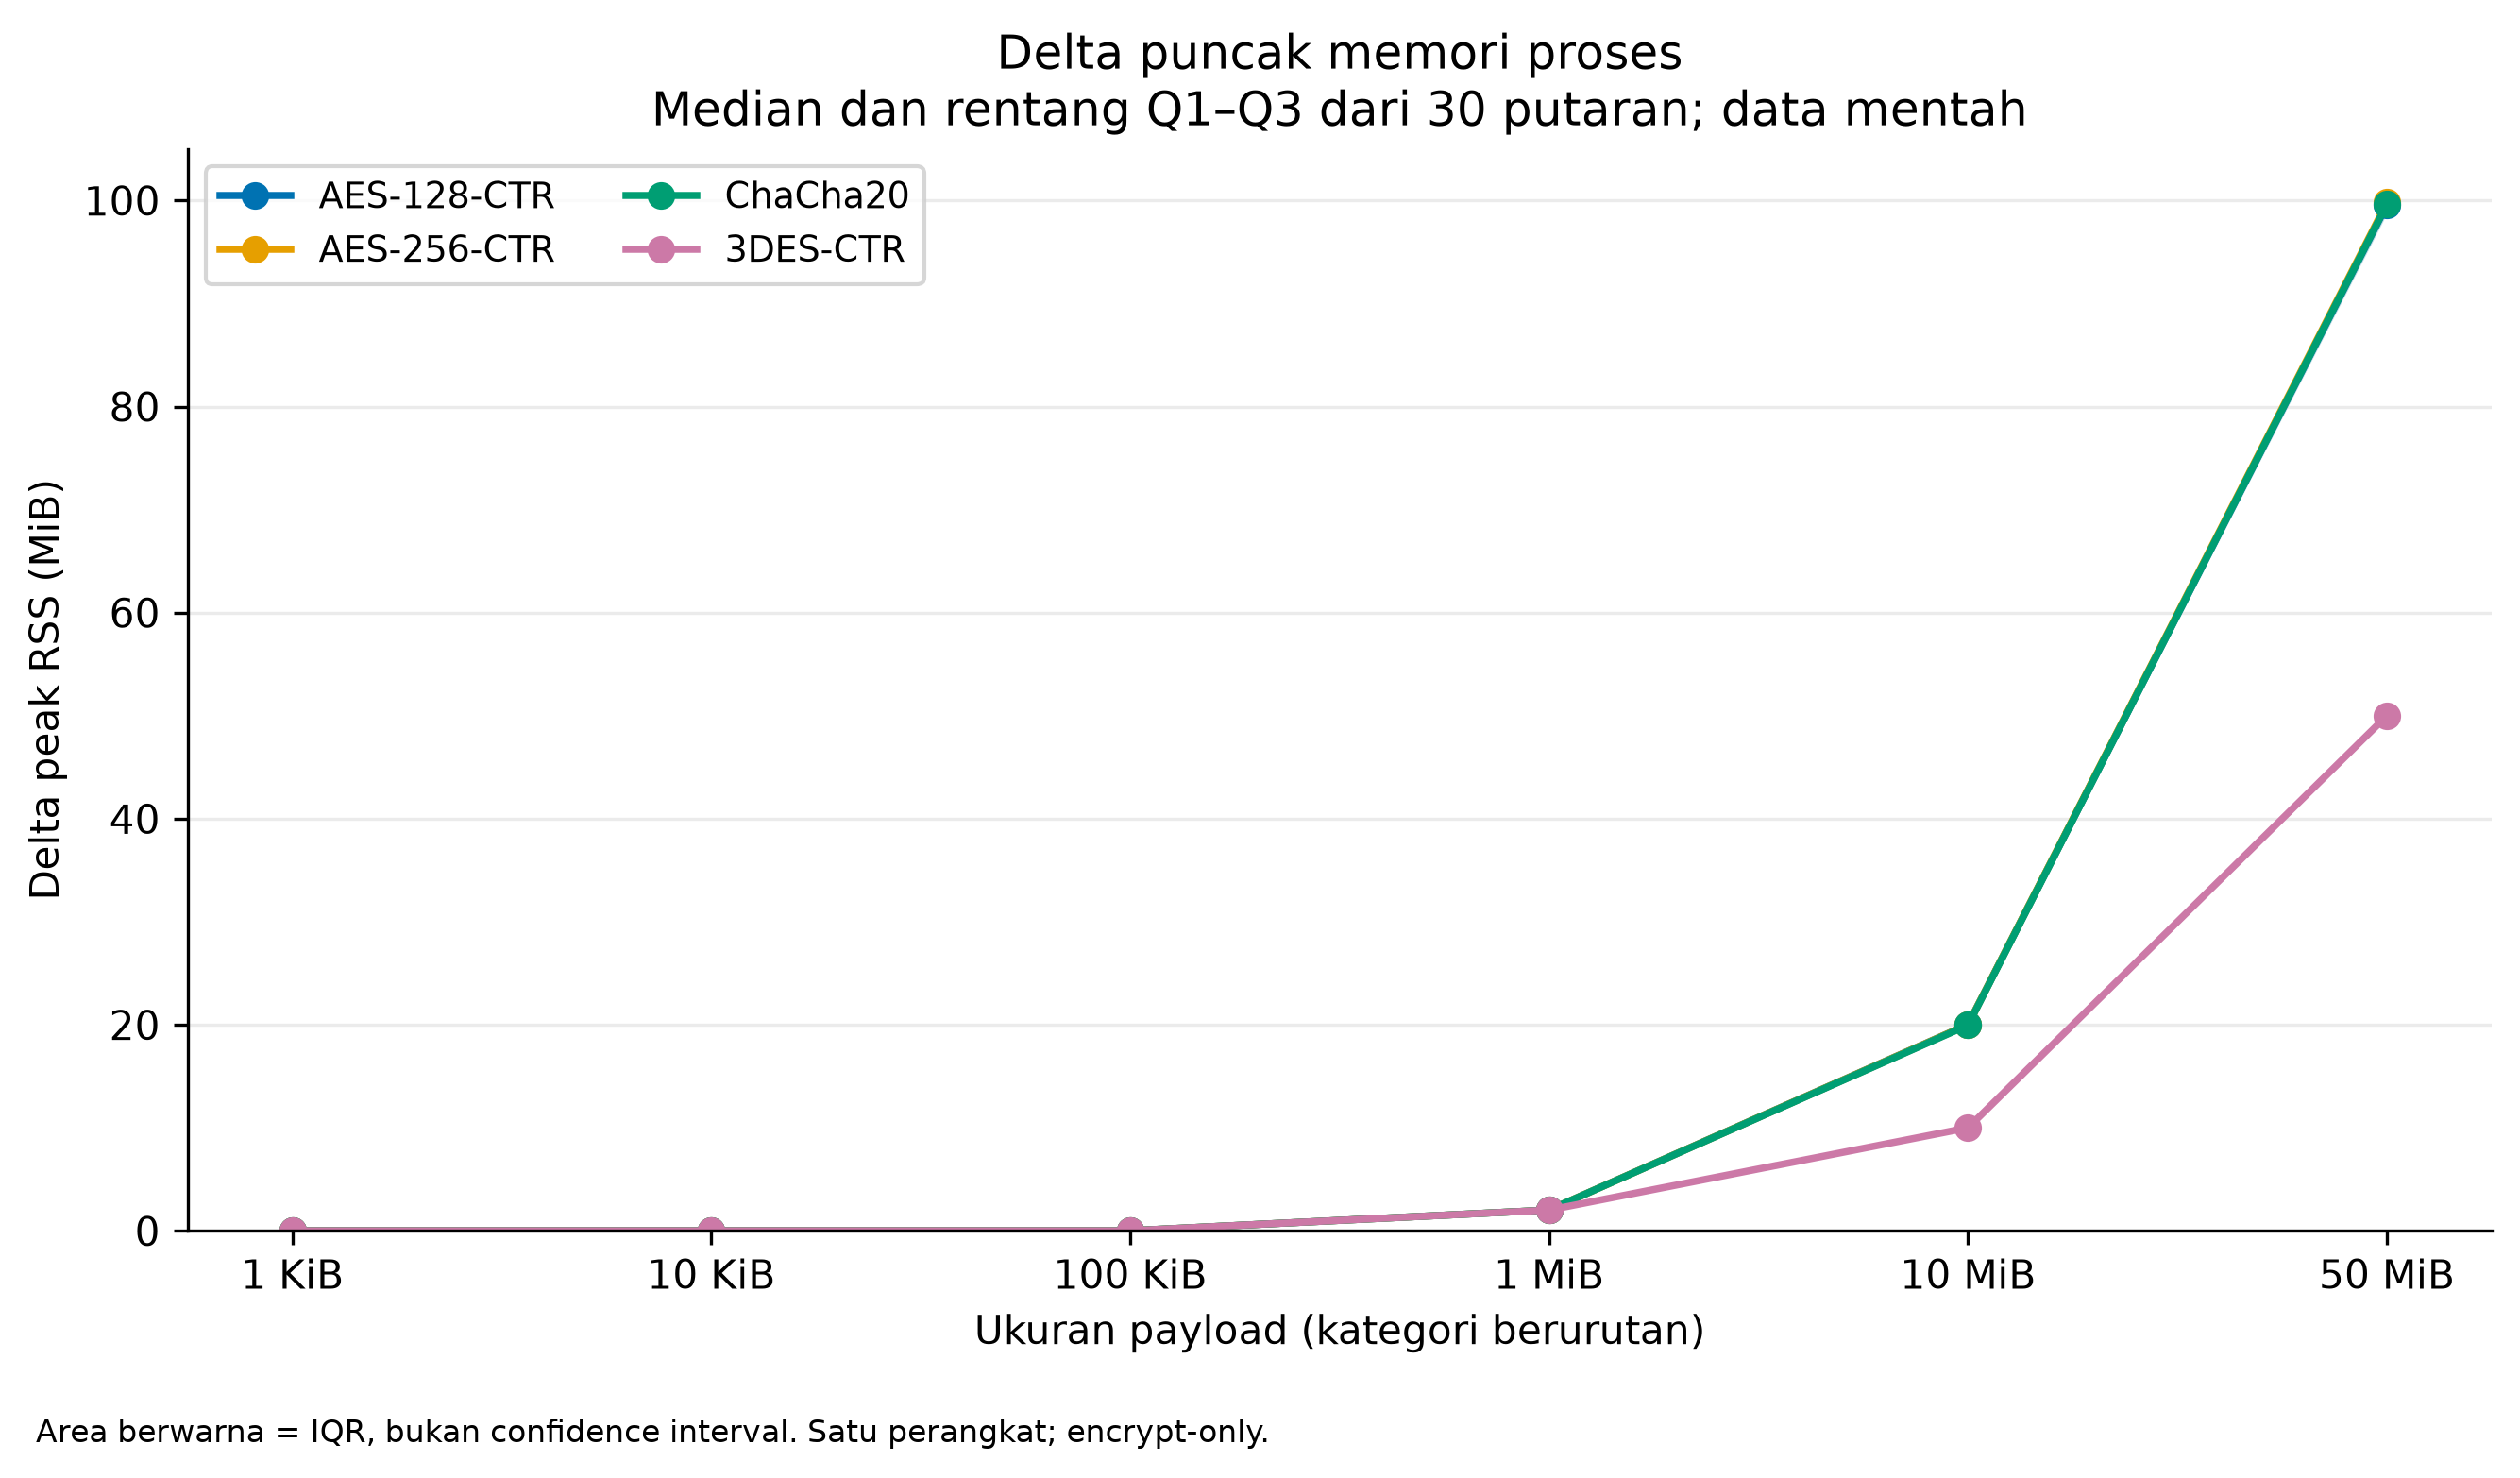 Delta puncak memori proses
Median dan rentang Q1–Q3 dari 30 putaran; data mentah
AES-128-CTR
AES-256-CTR
ChaCha20
3DES-CTR
Delta peak RSS (MiB)
100
80
60
40
20
0
1 KiB
10 KiB
100 KiB
1 MiB
10 MiB
50 MiB
Ukuran payload (kategori berurutan)
Area berwarna = IQR, bukan confidence interval. Satu perangkat; encrypt-only.